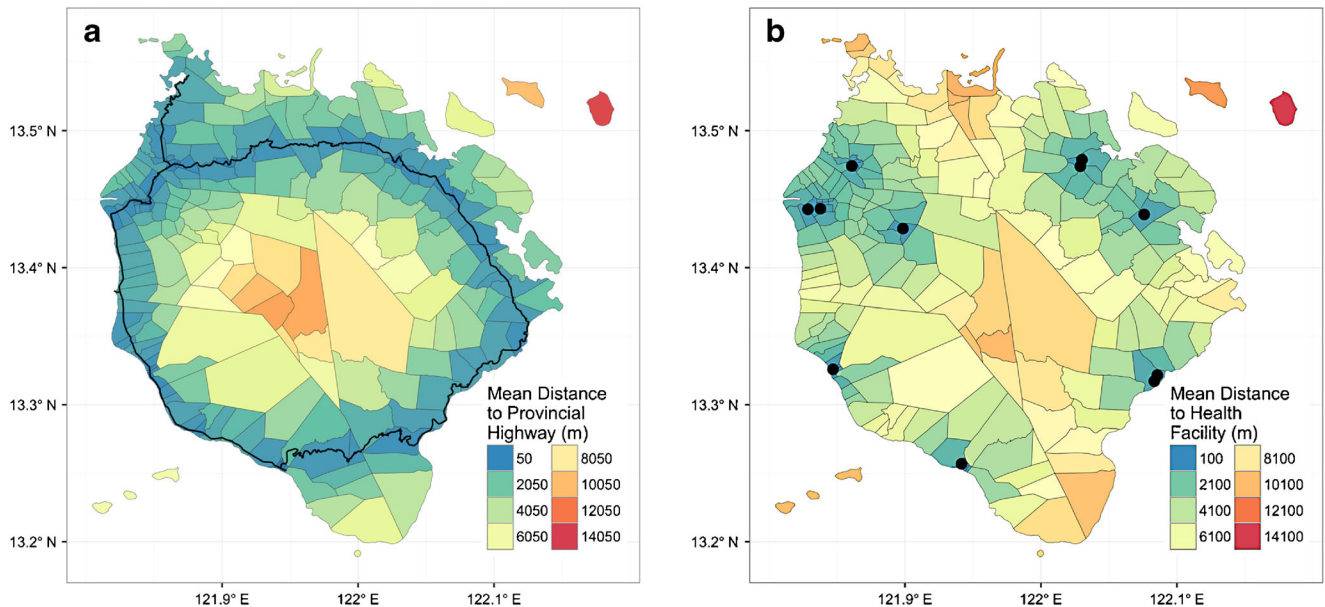 a
13.5° N
13.4° N
13.3° N
13.2° N
121.9° E
122° E
122.1° E
Mean Distance
to Provincial
Highway (m)
50
2050
4050
6050
8050
10050
12050
14050
b
13.5° N
13.4° N
13.3° N
13.2° N
121.9° E
122° E
122.1° E
Mean Distance
to Health
Facility (m)
100
2100
4100
6100
8100
10100
12100
14100